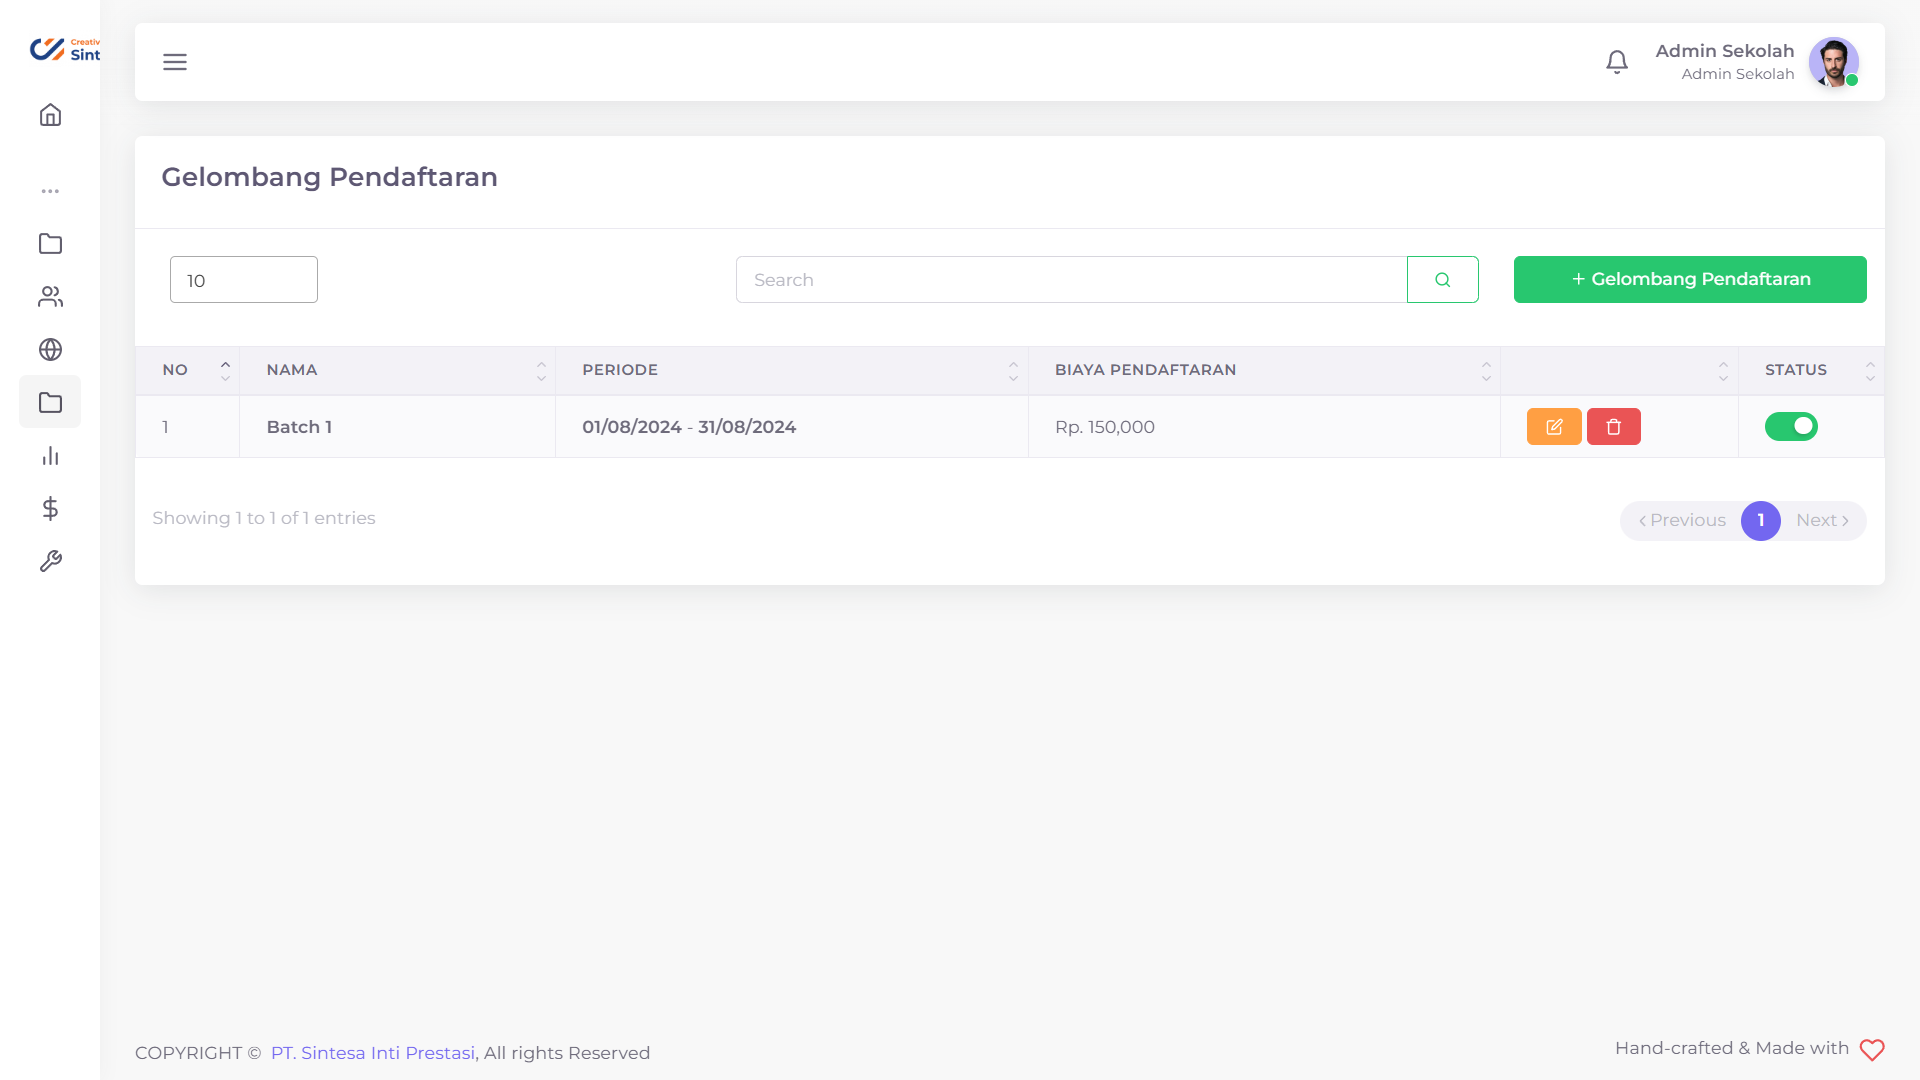 Creativ
Sint
Admin Sekolah
Admin Sekolah
Gelombang Pendaftaran
10
Search
+ Gelombang Pendaftaran
NO NAMA PERIODE BIAYA PENDAFTARAN STATUS
1 Batch 1 01/08/2024 - 31/08/2024 Rp. 150,000
Showing 1 to 1 of 1 entries
Previous 1 Next
COPYRIGHT © PT. Sintesa Inti Prestasi, All rights Reserved
Hand-crafted & Made with